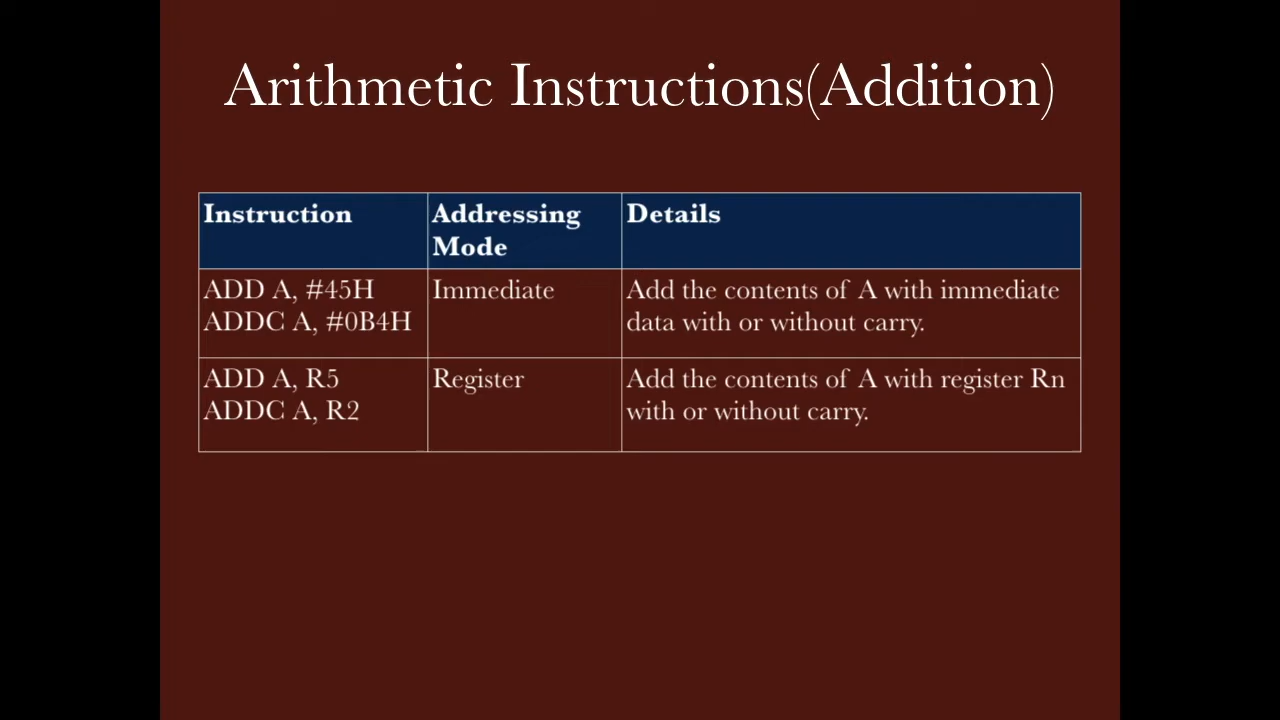 Arithmetic Instructions(Addition)
Instruction
Addressing
Mode
Details
ADD A, #45H
ADDC A, #0B4H
Immediate
Add the contents of A with immediate
data with or without carry.
ADD A, R5
ADDC A, R2
Register
Add the contents of A with register Rn
with or without carry.